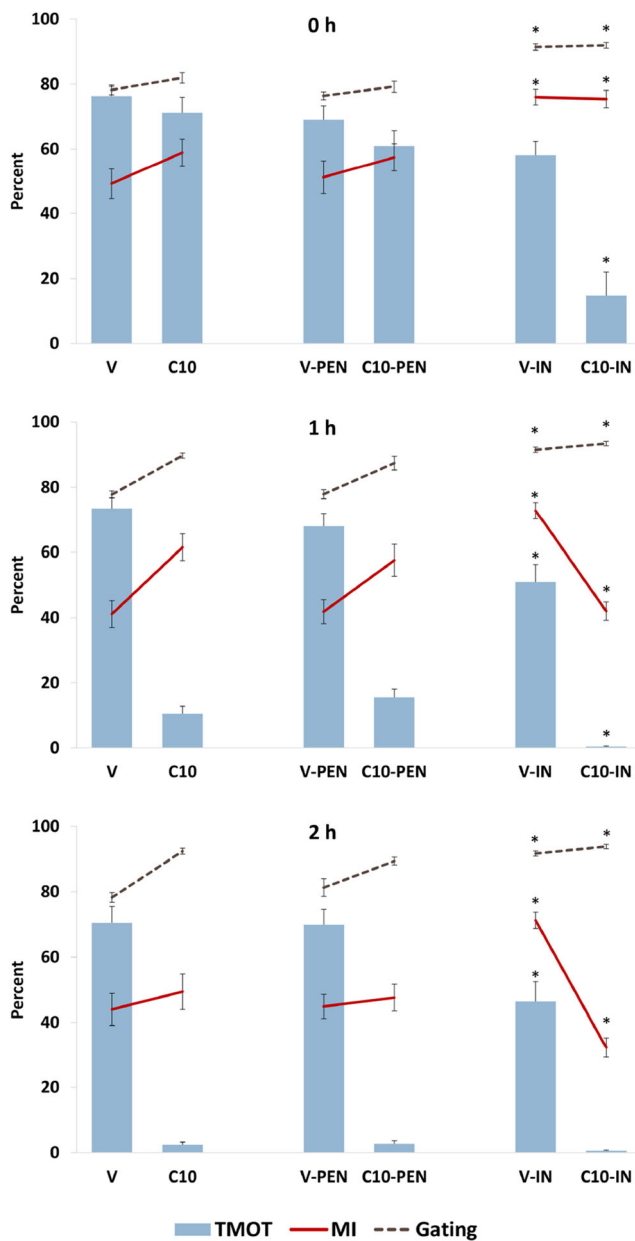 0 h
Percent
100
80
60
40
20
0
* *
* *
*
V C10 V-PEN C10-PEN V-IN C10-IN
1 h
Percent
100
80
60
40
20
0
* *
*
* *
*
V C10 V-PEN C10-PEN V-IN C10-IN
2 h
Percent
100
80
60
40
20
0
* *
*
* *
V C10 V-PEN C10-PEN V-IN C10-IN
TMOT MI Gating